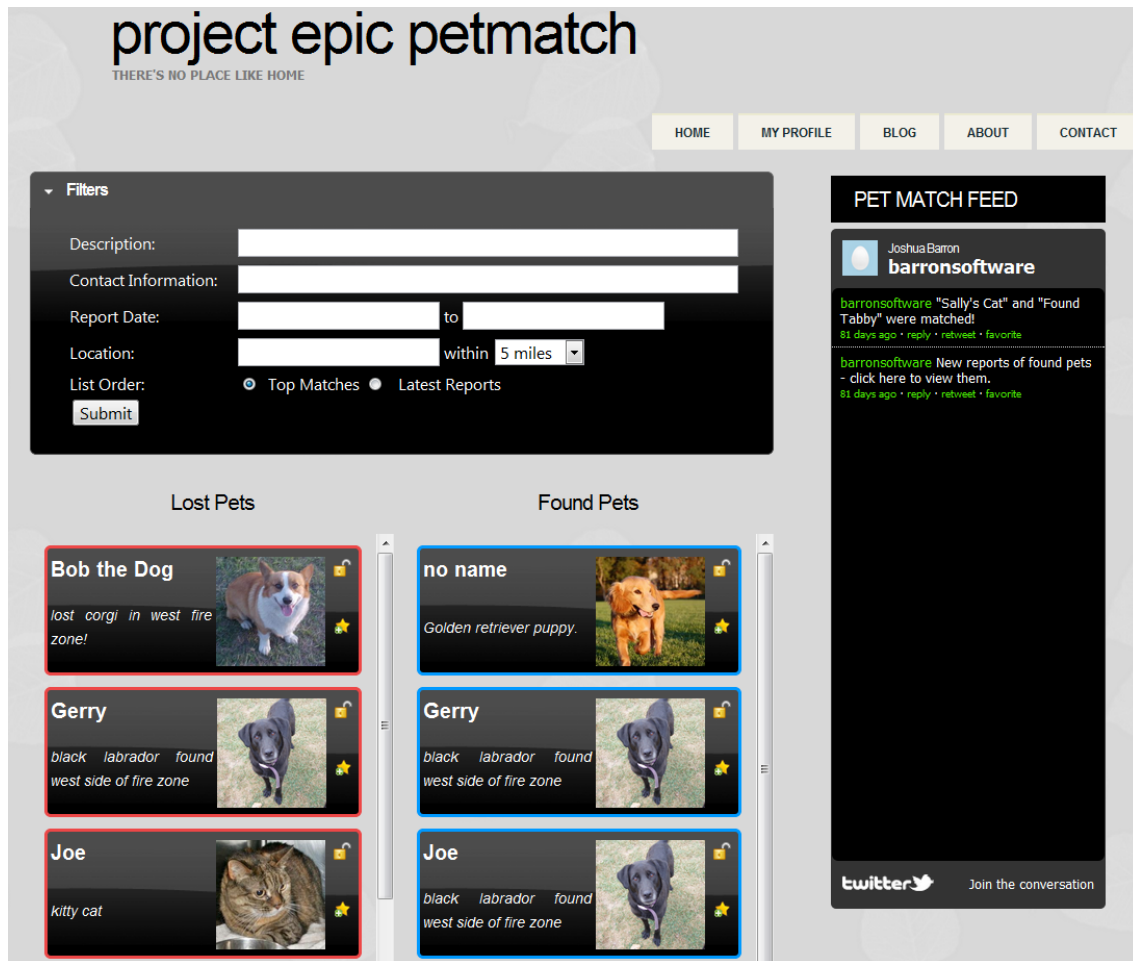 project epic petmatch
THERE'S NO PLACE LIKE HOME
HOME
MY PROFILE
BLOG
ABOUT
CONTACT
Filters
Description:
Contact Information:
Report Date:
to
Location:
within 5 miles
List Order:
Top Matches
Latest Reports
Submit
PET MATCH FEED
Joshua Barron
barronsoftware
barronsoftware "Sally's Cat" and "Found
Tabby" were matched!
81 days ago · reply · retweet · favorite
barronsoftware New reports of found pets
- click here to view them.
81 days ago · reply · retweet · favorite
twitter
Join the conversation
Lost Pets
Bob the Dog
lost corgi in west fire
zone!
Gerry
black labrador found
west side of fire zone
Joe
kitty cat
Found Pets
no name
Golden retriever puppy.
Gerry
black labrador found
west side of fire zone
Joe
black labrador found
west side of fire zone